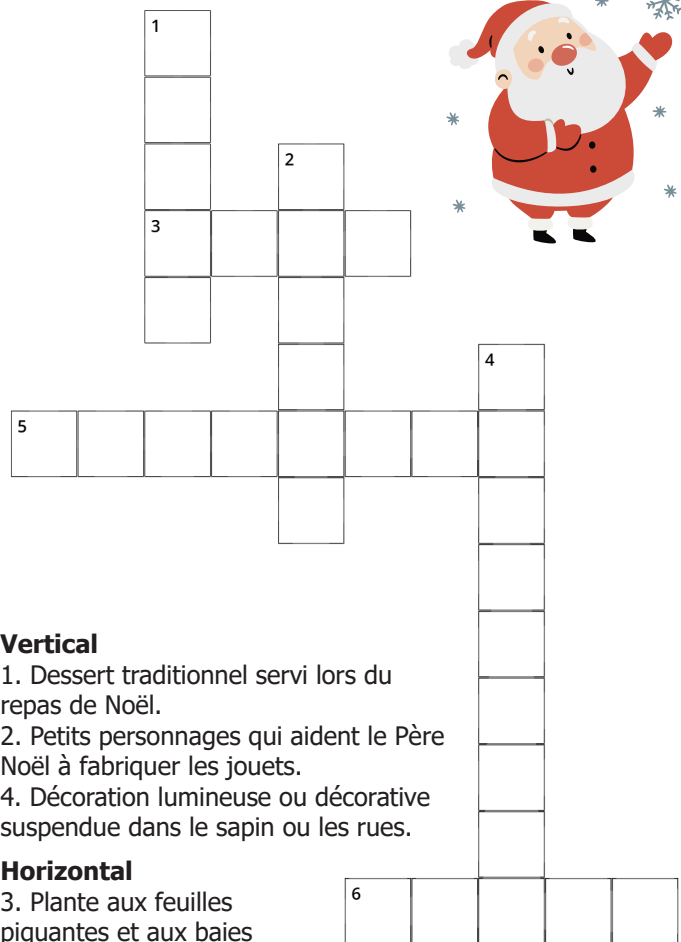 1
2
3
4
5
Vertical
1. Dessert traditionnel servi lors du
repas de Noël.
2. Petits personnages qui aident le Père
Noël à fabriquer les jouets.
4. Décoration lumineuse ou décorative
suspendue dans le sapin ou les rues.
Horizontal
3. Plante aux feuilles
piquantes et aux baies
6